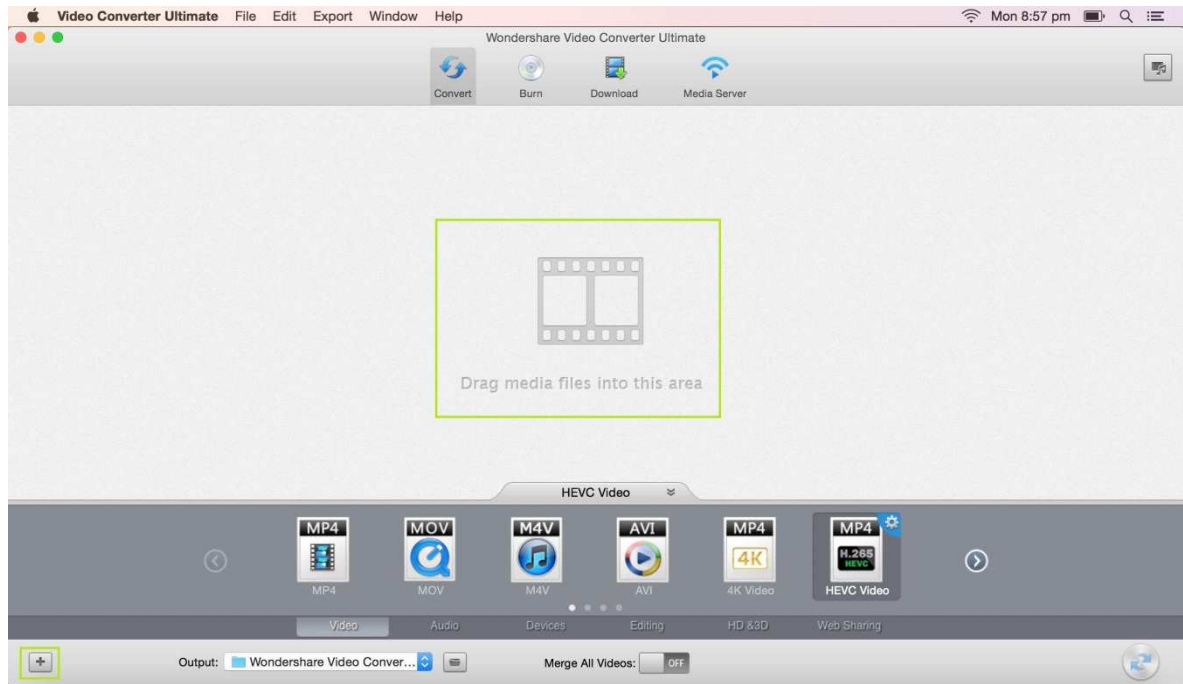 Video Converter Ultimate File Edit Export Window Help Mon 8:57 pm
Wondershare Video Converter Ultimate
Convert Burn Download Media Server
Drag media files into this area
HEVC Video
MP4 MOV M4V AVI MP4 MP4
4K H.265
HEVC
MP4 MOV M4V AVI 4K Video HEVC Video
Video Audio Devices Editing HD &3D Web Sharing
Output: Wondershare Video Conver... Merge All Videos: OFF